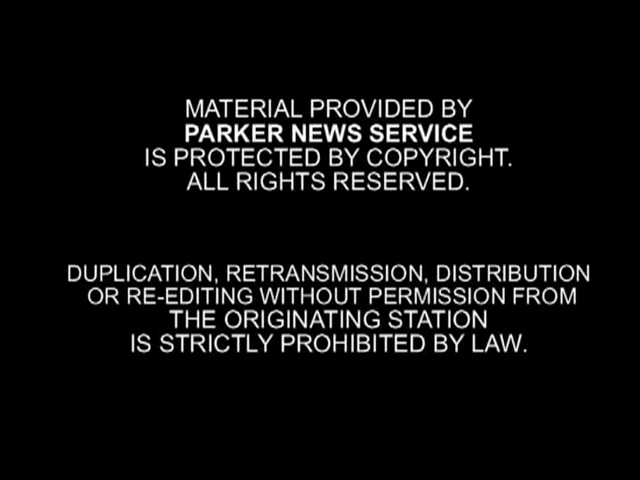 MATERIAL PROVIDED BY
PARKER NEWS SERVICE
IS PROTECTED BY COPYRIGHT.
ALL RIGHTS RESERVED.
DUPLICATION, RETRANSMISSION, DISTRIBUTION
OR RE-EDITING WITHOUT PERMISSION FROM
THE ORIGINATING STATION
IS STRICTLY PROHIBITED BY LAW.